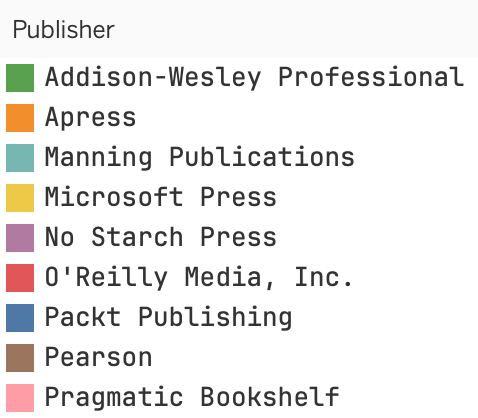 Publisher
Addison-Wesley Professional
Apress
Manning Publications
Microsoft Press
No Starch Press
O'Reilly Media, Inc.
Packt Publishing
Pearson
Pragmatic Bookshelf